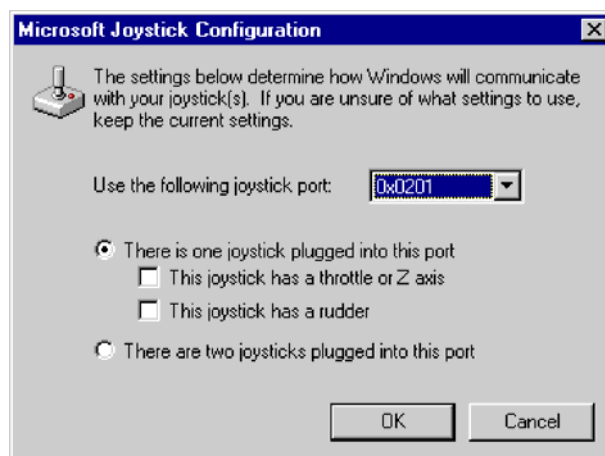 Microsoft Joystick Configuration
The settings below determine how Windows will communicate
with your joystick(s). If you are unsure of what settings to use,
keep the current settings.
Use the following joystick port: 0x0201
There is one joystick plugged into this port
This joystick has a throttle or Z axis
This joystick has a rudder
There are two joysticks plugged into this port
OK Cancel